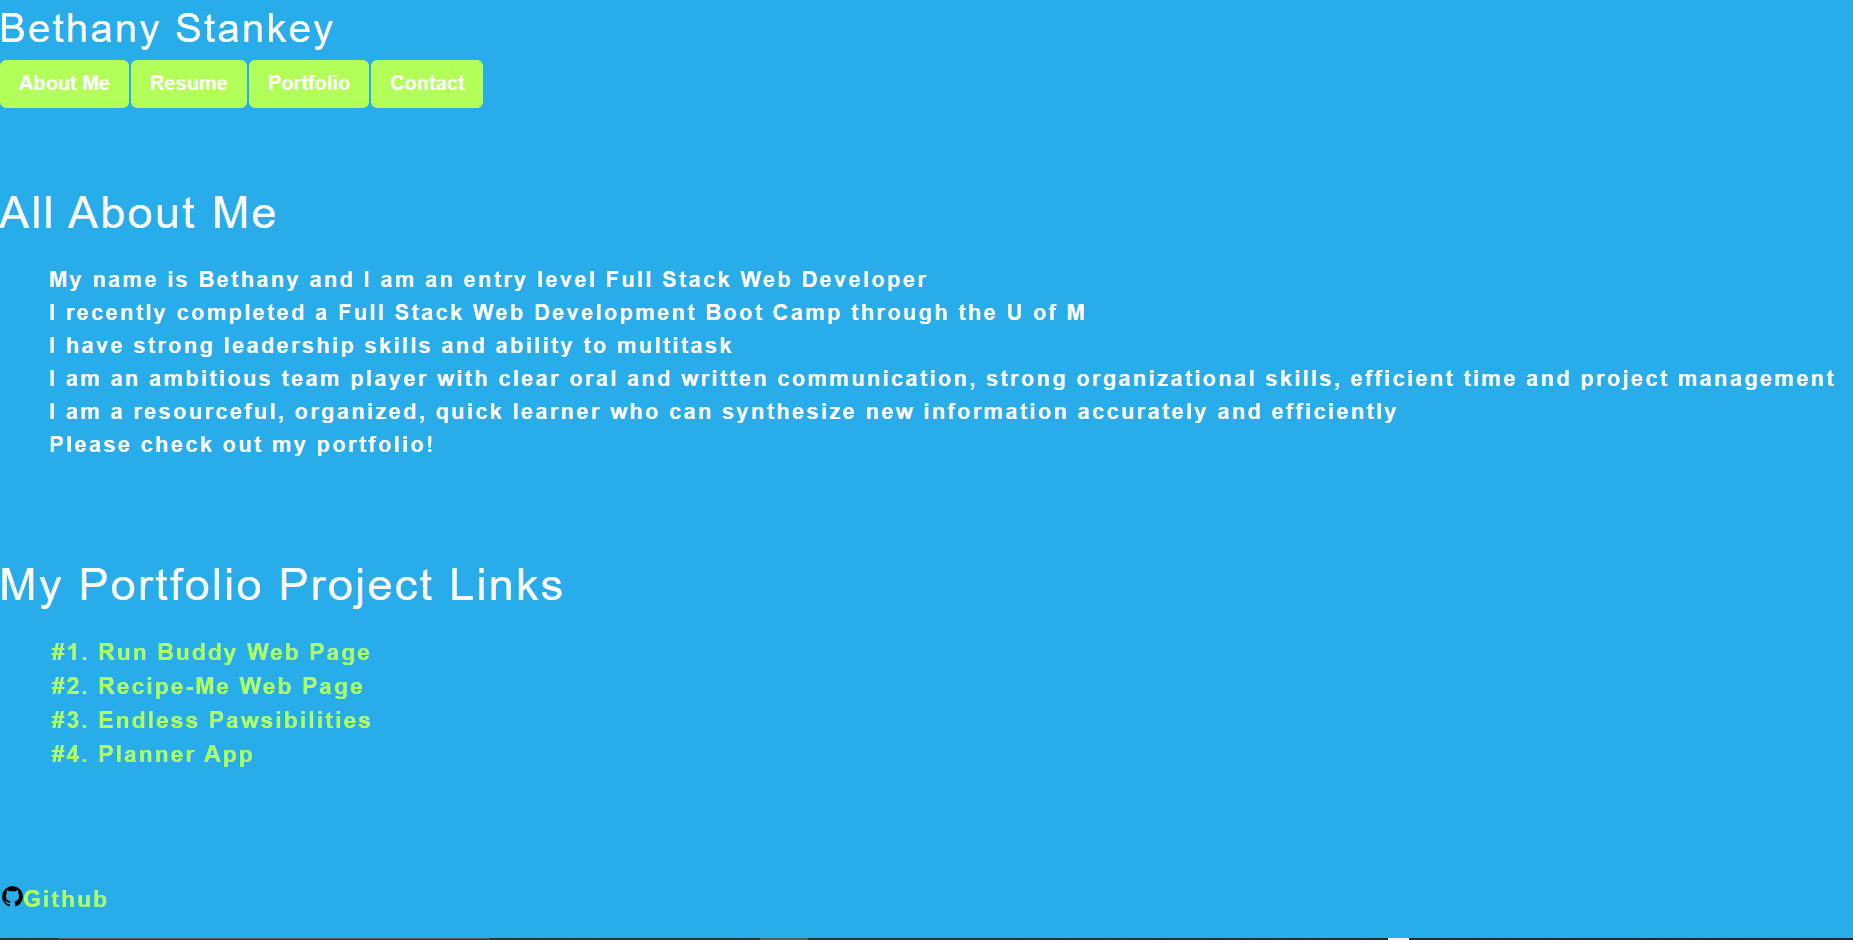 Bethany Stankey
About Me Resume Portfolio Contact
All About Me
My name is Bethany and I am an entry level Full Stack Web Developer
I recently completed a Full Stack Web Development Boot Camp through the U of M
I have strong leadership skills and ability to multitask
I am an ambitious team player with clear oral and written communication, strong organizational skills, efficient time and project management
I am a resourceful, organized, quick learner who can synthesize new information accurately and efficiently
Please check out my portfolio!
My Portfolio Project Links
#1. Run Buddy Web Page
#2. Recipe-Me Web Page
#3. Endless Pawsibilities
#4. Planner App
Github